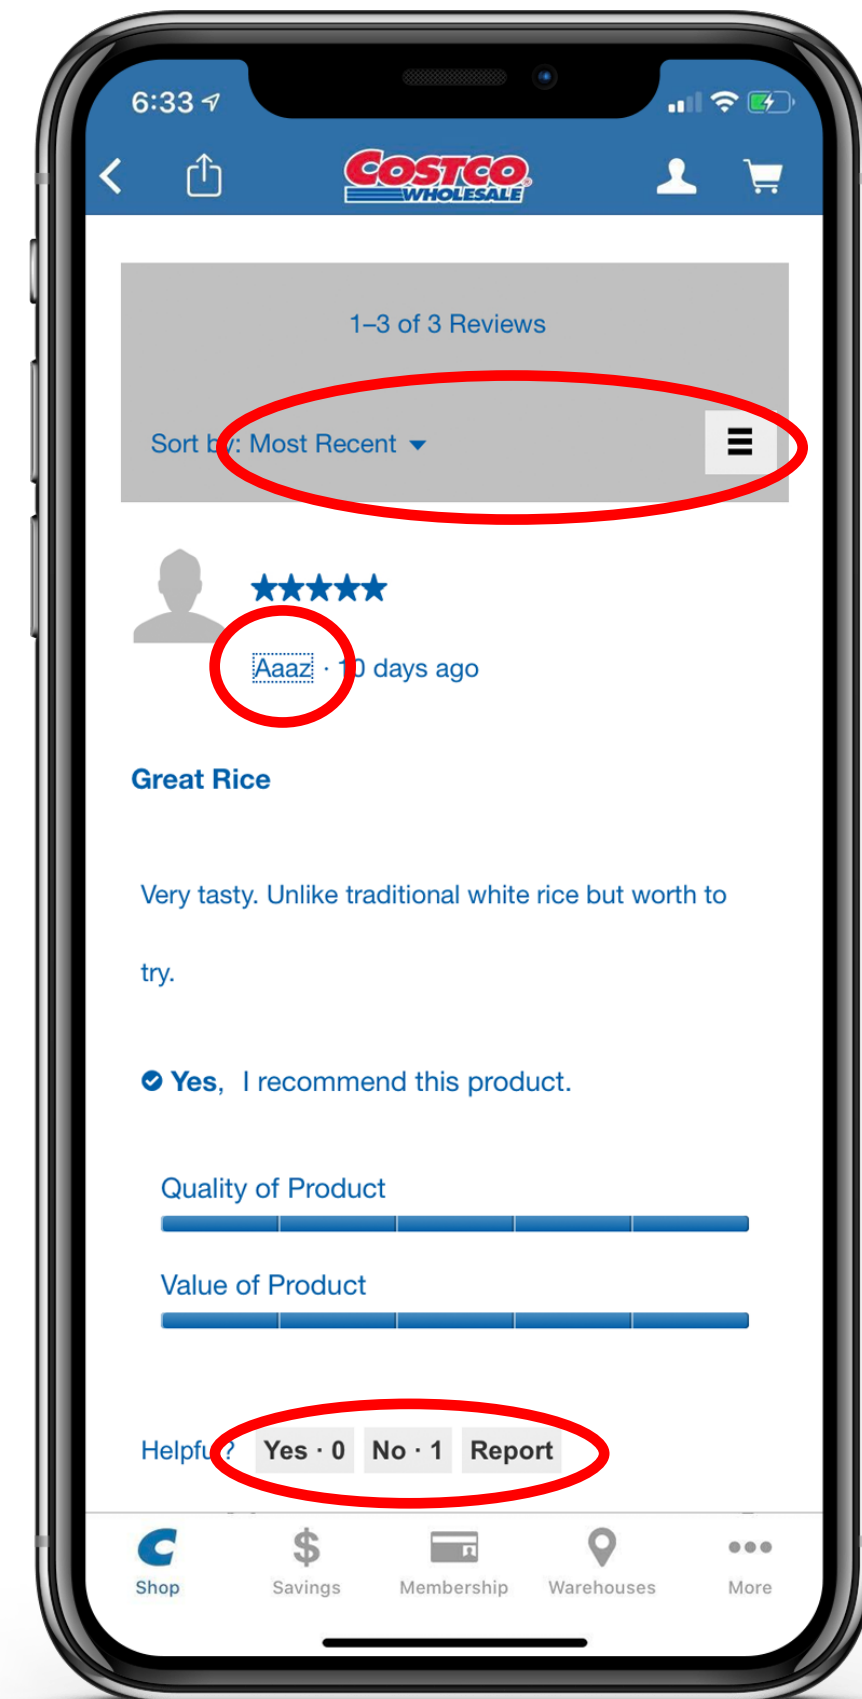 6:33
COSTCO
WHOLESALE
1–3 of 3 Reviews
Sort by: Most Recent
Aaaz · 10 days ago
Great Rice
Very tasty. Unlike traditional white rice but worth to
try.
Yes, I recommend this product.
Quality of Product
Value of Product
Helpful? Yes · 0 No · 1 Report
Shop Savings Membership Warehouses More